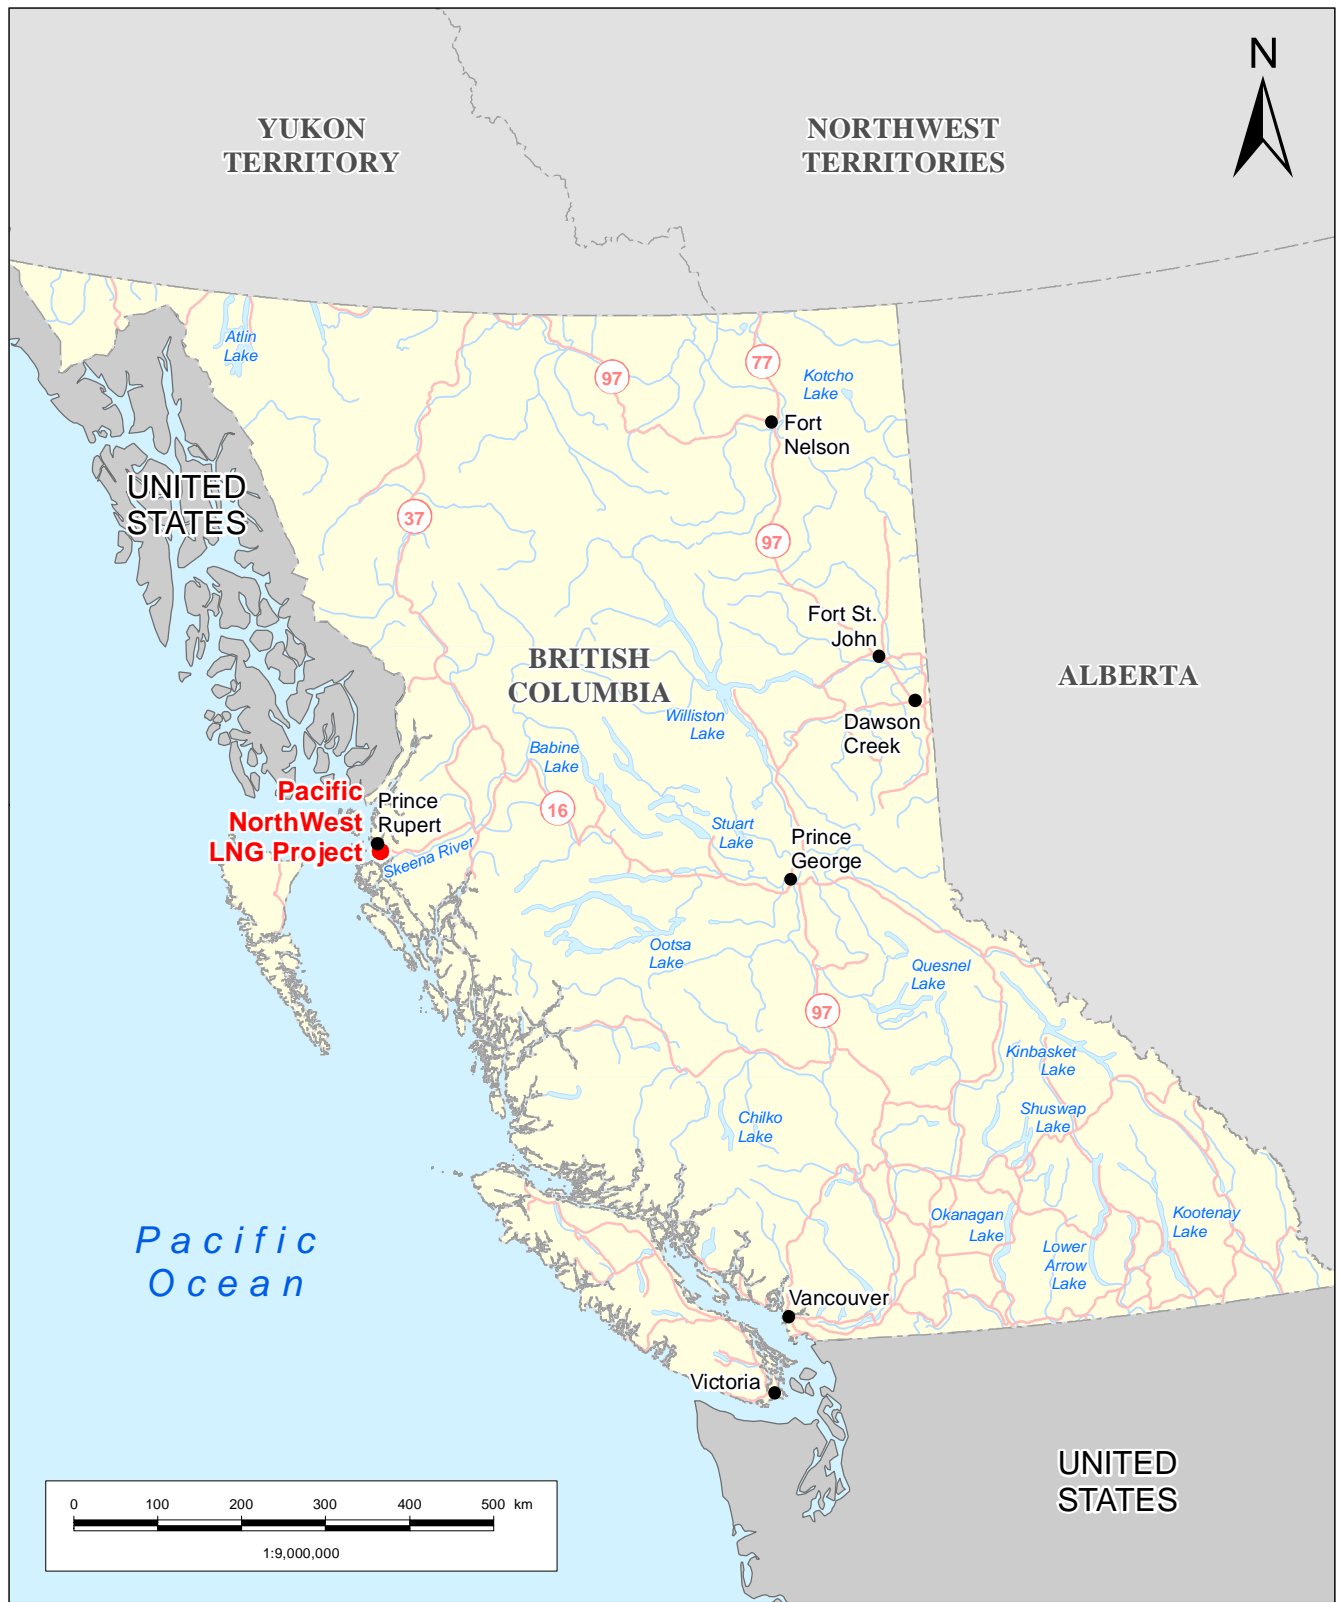 N
YUKON
TERRITORY
NORTHWEST
TERRITORIES
Atlin
Lake
97
77
Kotcho
Lake
Fort
Nelson
UNITED
STATES
37
97
Fort St.
John
BRITISH
COLUMBIA
ALBERTA
Williston
Lake
Dawson
Creek
Babine
Lake
Pacific
NorthWest
LNG Project
Prince
Rupert
16
Skeena River
Stuart
Lake
Prince
George
Ootsa
Lake
Quesnel
Lake
97
Kinbasket
Lake
Chilko
Lake
Shuswap
Lake
Pacific
Ocean
Okanagan
Lake
Lower
Arrow
Lake
Kootenay
Lake
Vancouver
Victoria
UNITED
STATES
0 100 200 300 400 500 km
1:9,000,000